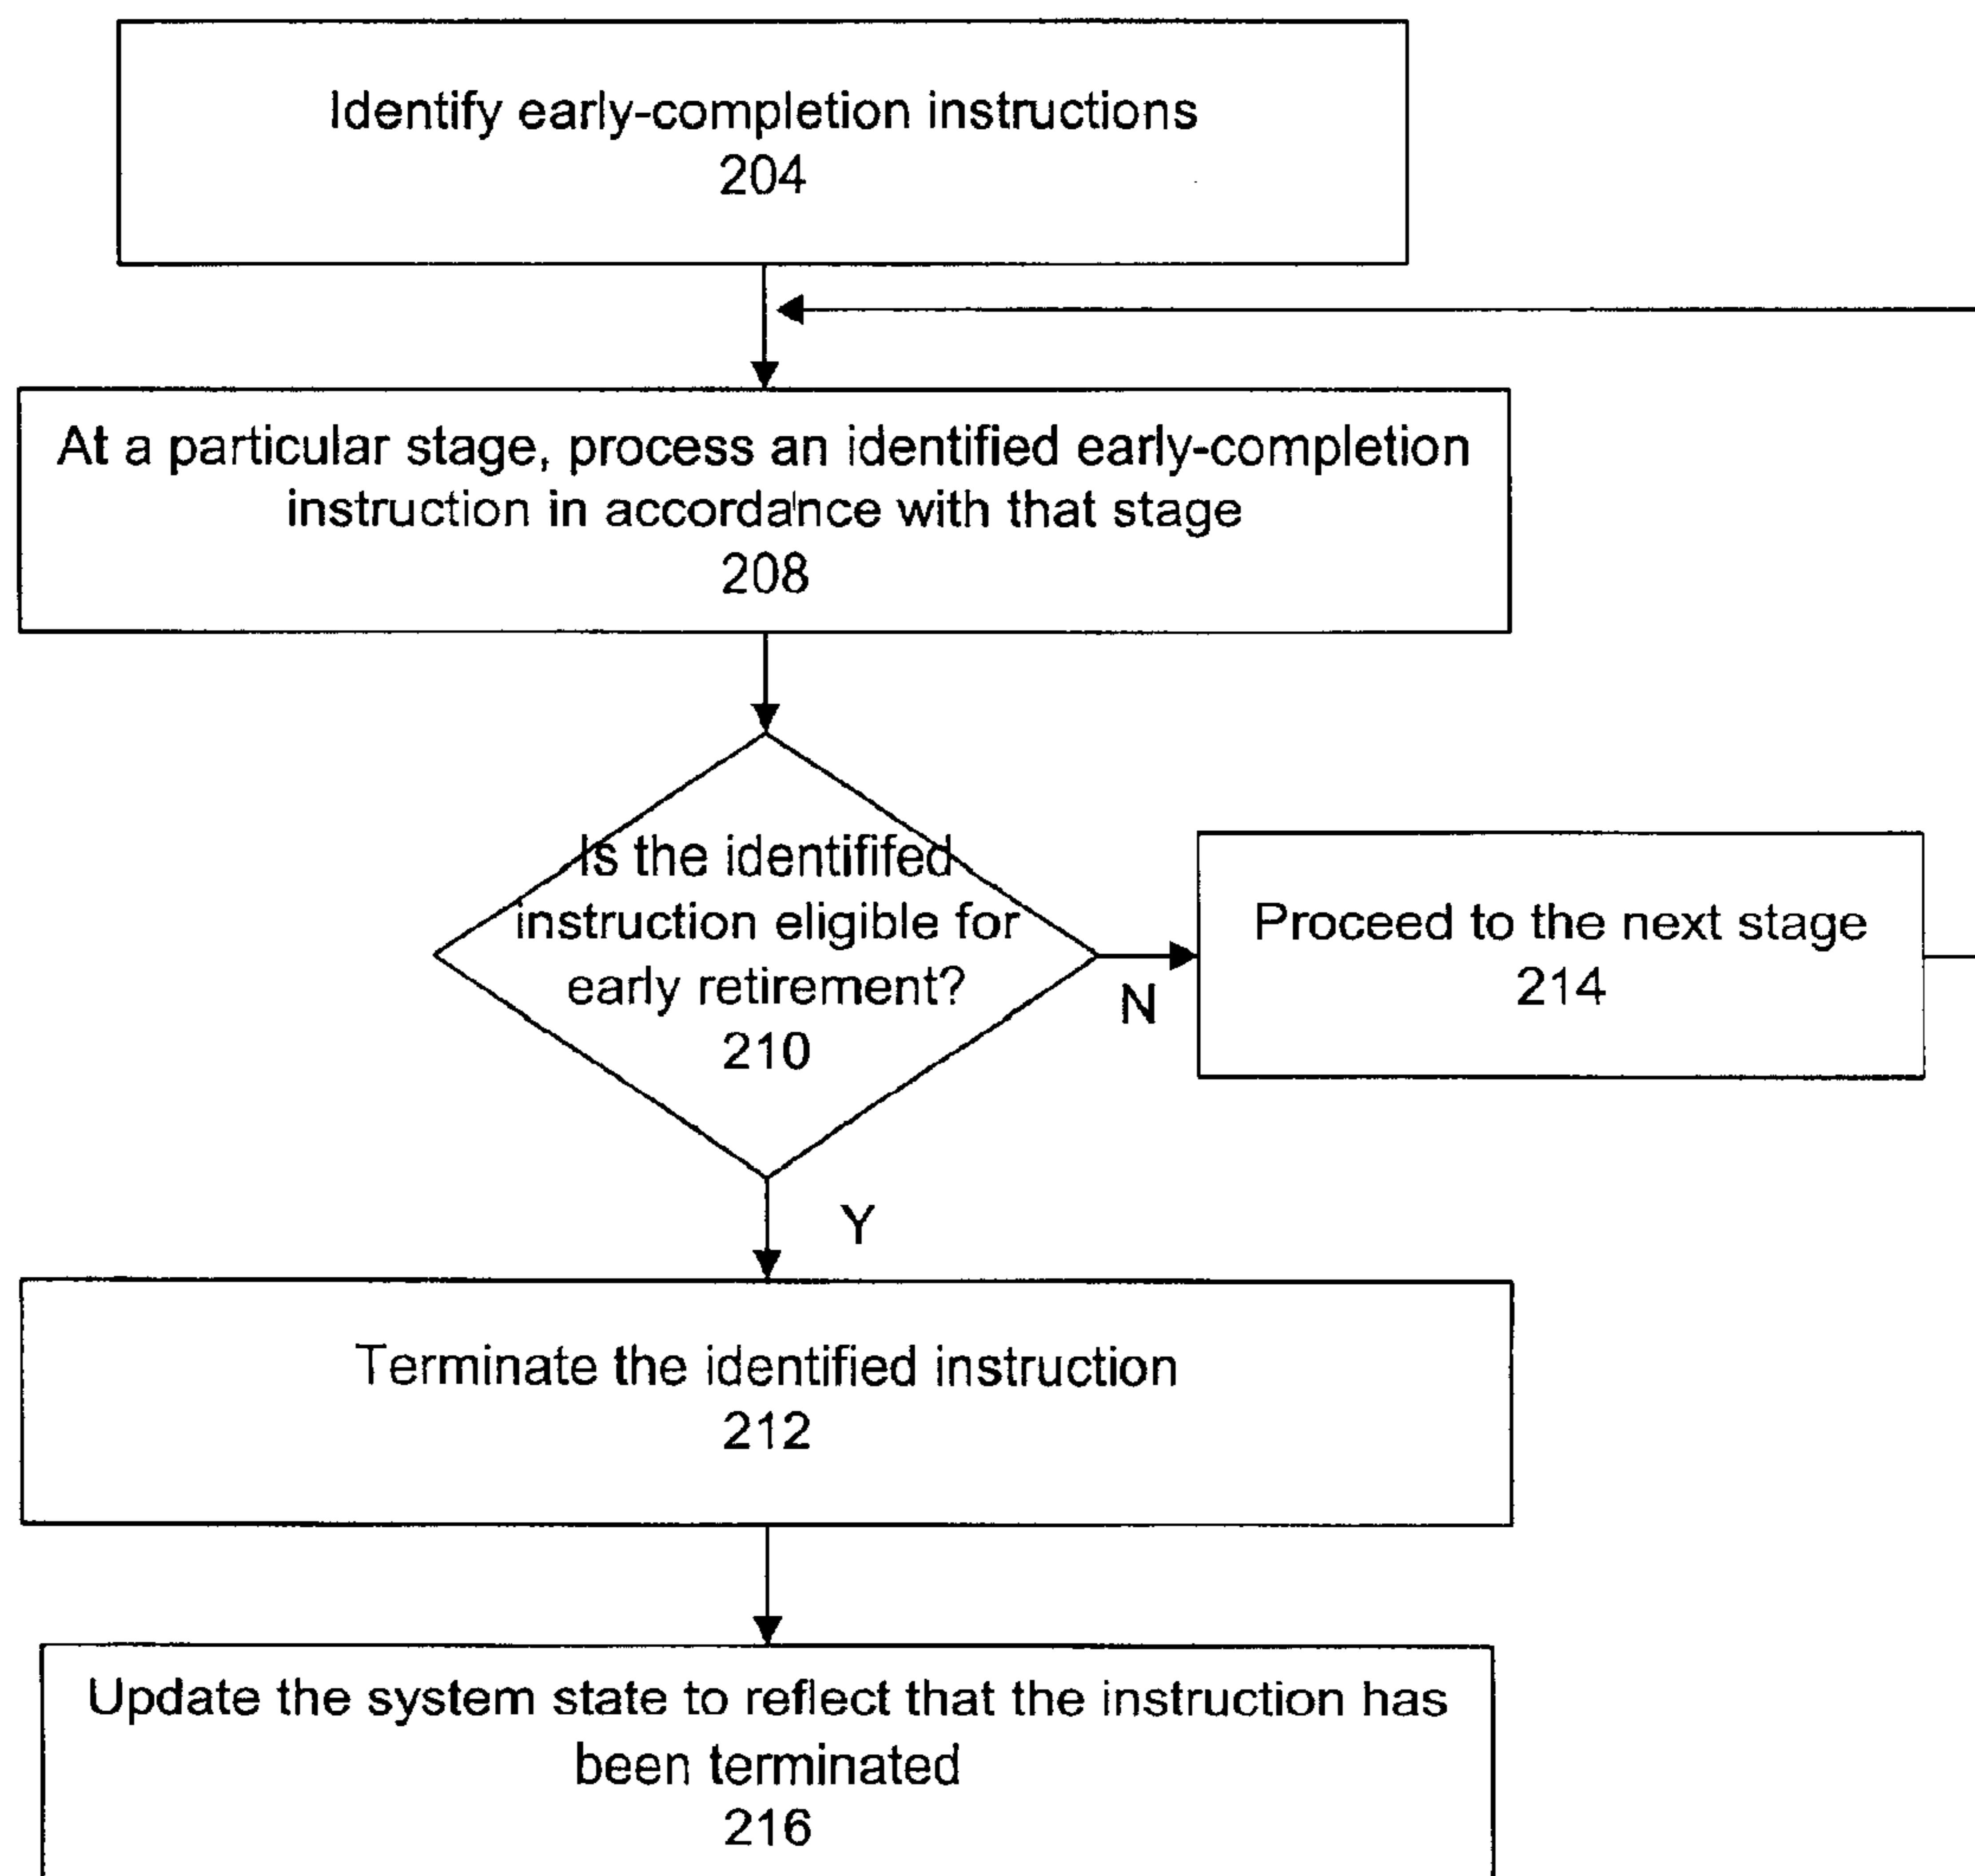 Identify early-completion instructions
204
At a particular stage, process an identified early-completion
instruction in accordance with that stage
208
Is the identififed
instruction eligible for
early retirement?
210
N
Proceed to the next stage
214
Y
Terminate the identified instruction
212
Update the system state to reflect that the instruction has
been terminated
216